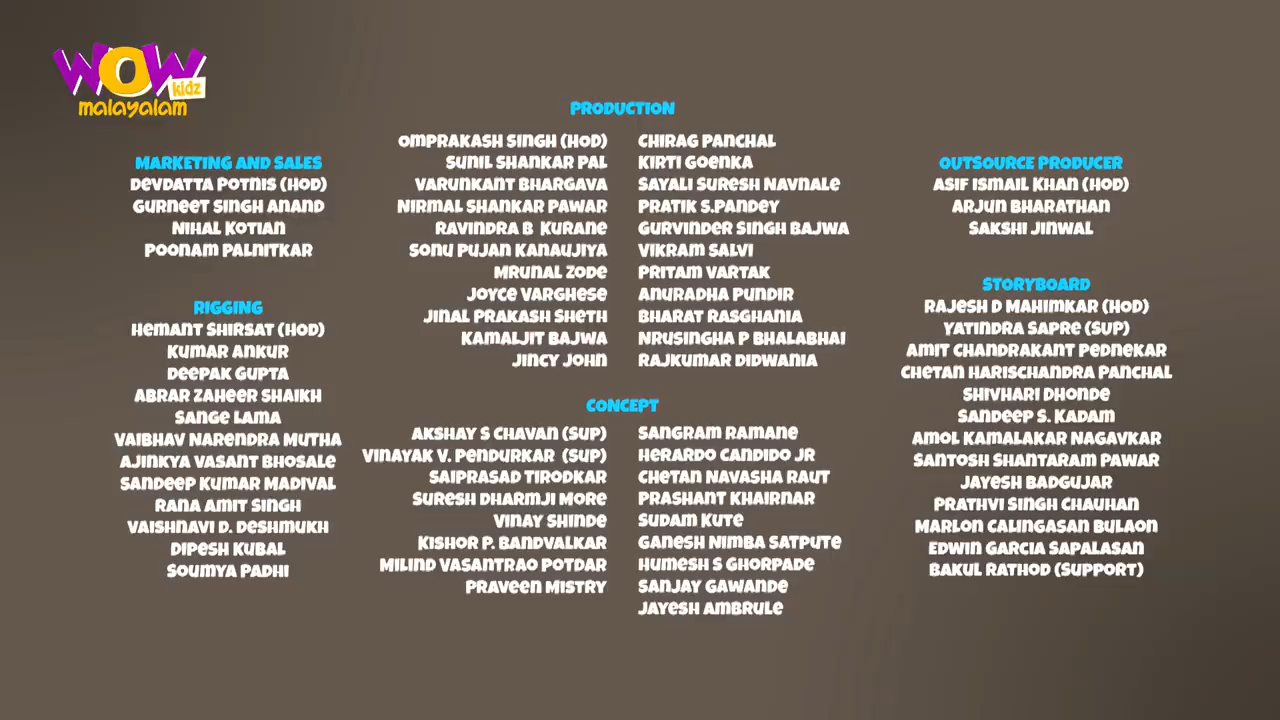 WOW
kidz
malayalam
MARKETING AND SALES
DEVDATTA POTNIS (HOD)
GURNEET SINGH ANAND
NIHAL KOTIAN
POONAM PALNITKAR
RIGGING
HEMANT SHIRSAT (HOD)
KUMAR ANKUR
DEEPAK GUPTA
ABRAR ZAHEER SHAIKH
SANGE LAMA
VAIBHAV NARENDRA MUTHA
AJINKYA VASANT BHOSALE
SANDEEP KUMAR MADIVAL
RANA AMIT SINGH
VAISHNAVI D. DESHMUKH
DIPESH KUBAL
SOUMYA PADHI
PRODUCTION
OMPRAKASH SINGH (HOD) CHIRAG PANCHAL
SUNIL SHANKAR PAL KIRTI GOENKA
VARUNKANT BHARGAVA SAYALI SURESH NAVNALE
NIRMAL SHANKAR PAWAR PRATIK S.PANDEY
RAVINDRA B KURANE GURVINDER SINGH BAJWA
SONU PUJAN KANAUJIYA VIKRAM SALVI
MRUNAL ZODE PRITAM VARTAK
JOYCE VARGHESE ANURADHA PUNDIR
JINAL PRAKASH SHETH BHARAT RASGHANIA
KAMALJIT BAJWA NRUSINGHA P BHALABHAI
JINCY JOHN RAJKUMAR DIDWANIA
CONCEPT
AKSHAY S CHAVAN (SUP) SANGRAM RAMANE
VINAYAK V. PENDURKAR (SUP) HERARDO CANDIDO JR
SAIPRASAD TIRODKAR CHETAN NAVASHA RAUT
SURESH DHARMJI MORE PRASHANT KHAIRNAR
VINAY SHINDE SUDAM KUTE
KISHOR P. BANDVALKAR GANESH NIMBA SATPUTE
MILIND VASANTRAO POTDAR HUMESH S GHORPADE
PRAVEEN MISTRY SANJAY GAWANDE
JAYESH AMBRULE
OUTSOURCE PRODUCER
ASIF ISMAIL KHAN (HOD)
ARJUN BHARATHAN
SAKSHI JINWAL
STORYBOARD
RAJESH D MAHIMKAR (HOD)
YATINDRA SAPRE (SUP)
AMIT CHANDRAKANT PEDNEKAR
CHETAN HARISCHANDRA PANCHAL
SHIVHARI DHONDE
SANDEEP S. KADAM
AMOL KAMALAKAR NAGAVKAR
SANTOSH SHANTARAM PAWAR
JAYESH BADGUJAR
PRATHVI SINGH CHAUHAN
MARLON CALINGASAN BULAON
EDWIN GARCIA SAPALASAN
BAKUL RATHOD (SUPPORT)